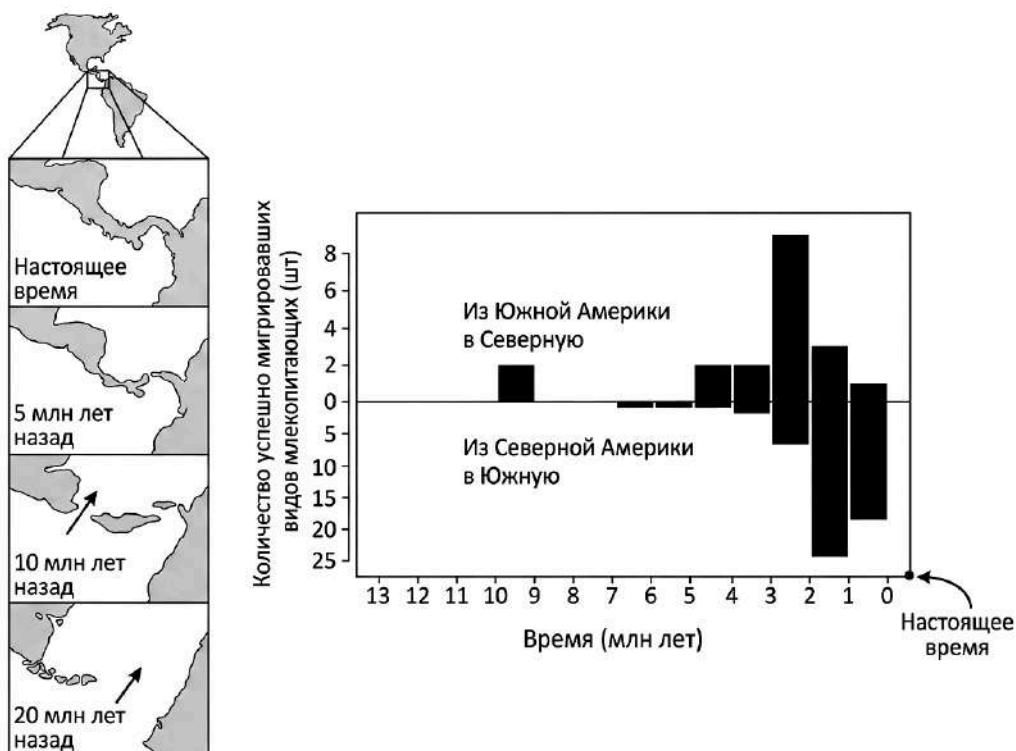 Настоящее
время
5 млн лет
назад
10 млн лет
назад
20 млн лет
назад
Количество успешно мигрировавших
видов млекопитающих (шт)
8
6
4
2
0
5
10
15
20
25
Из Южной Америки
в Северную
Из Северной Америки
в Южную
13 12 11 10 9 8 7 6 5 4 3 2 1 0
Время (млн лет)
Настоящее
время